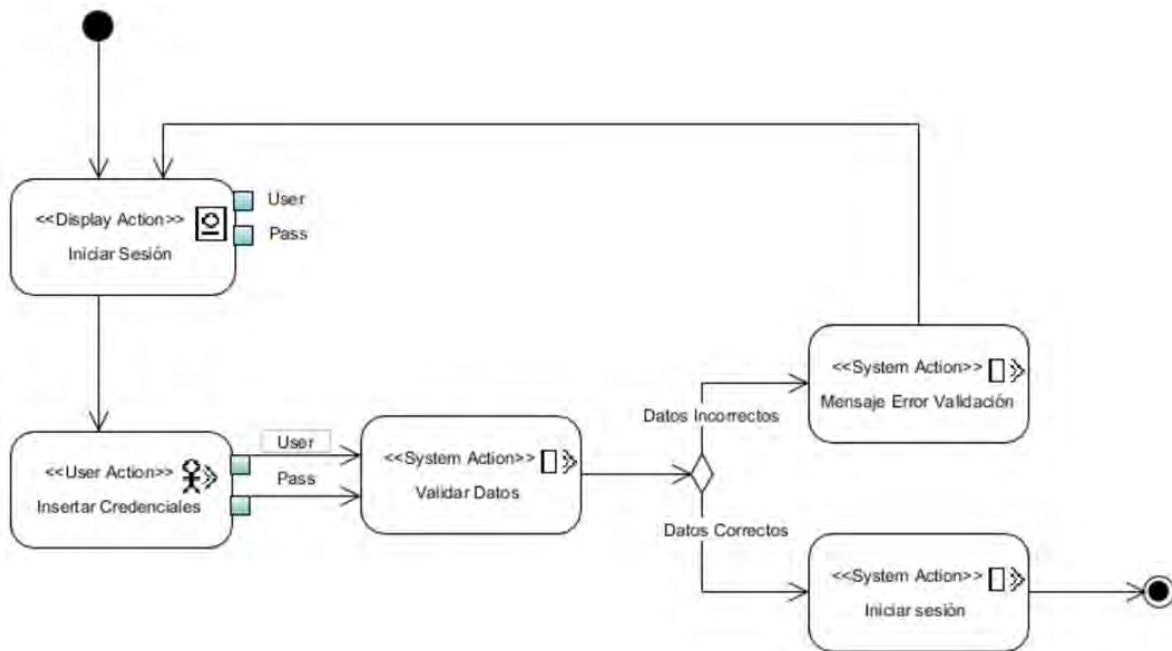 <<Display Action>>
Iniciar Sesión
User
Pass
<<User Action>>
Insertar Credenciales
User
Pass
<<System Action>>
Validar Datos
Datos Incorrectos
Datos Correctos
<<System Action>>
Mensaje Error Validación
<<System Action>>
Iniciar sesión